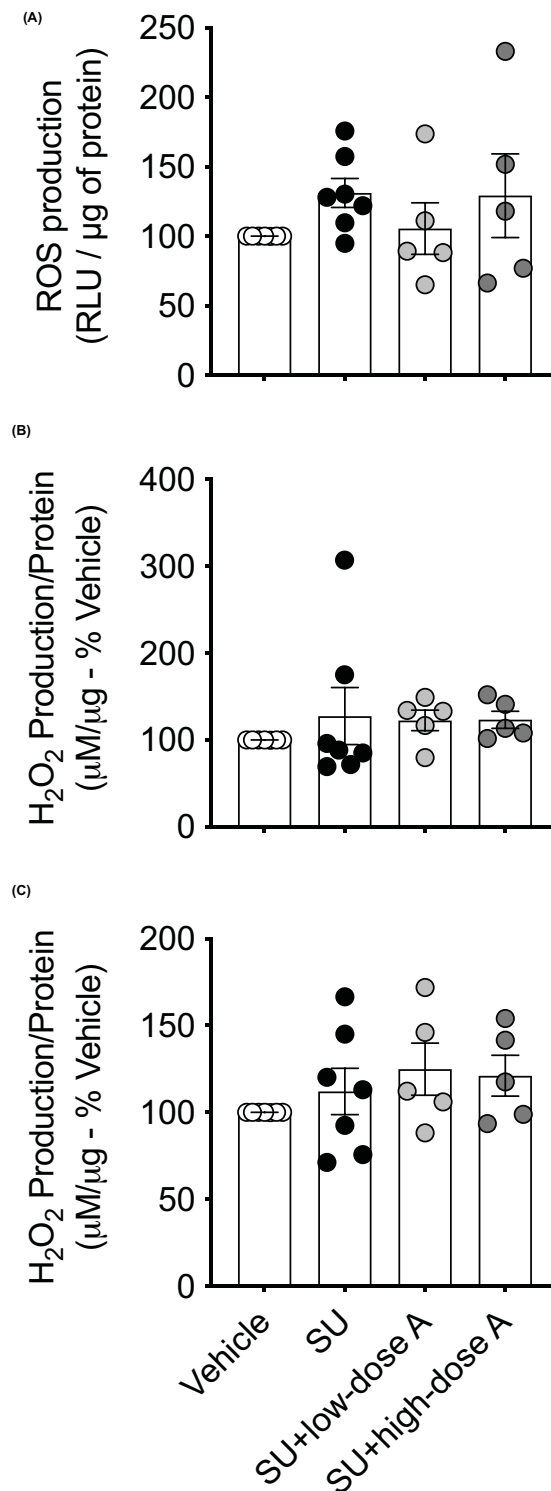 (A)
ROS production
(RLU / μg of protein)
250
200
150
100
50
0
(B)
H₂O₂ Production/Protein
(μM/μg - % Vehicle)
400
300
200
100
0
(C)
H₂O₂ Production/Protein
(μM/μg - % Vehicle)
200
150
100
50
0
Vehicle
SU
SU+low-dose A
SU+high-dose A